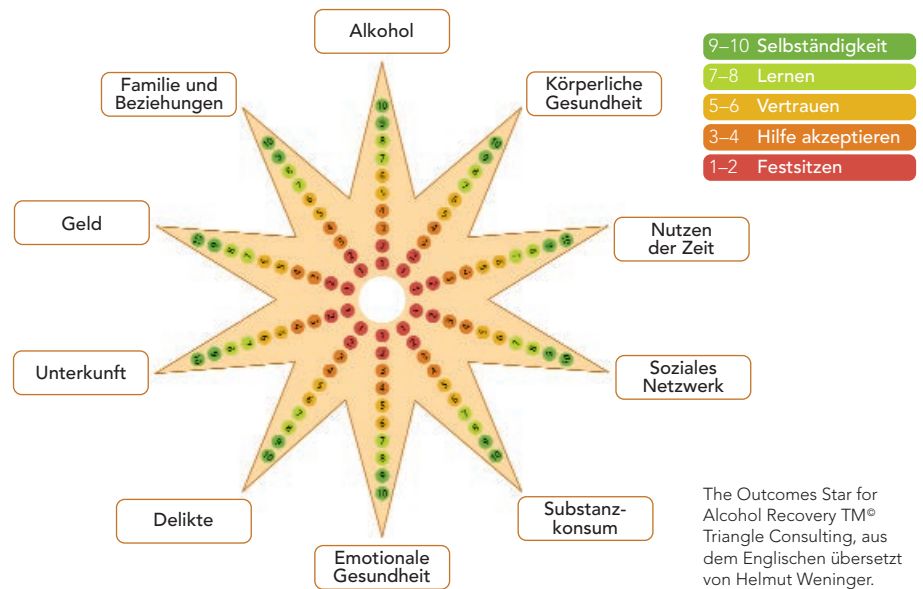 Alkohol
Familie und
Beziehungen
Körperliche
Gesundheit
Geld
Nutzen
der Zeit
Unterkunft
Soziales
Netzwerk
Delikte
Substanz-
konsum
Emotionale
Gesundheit
9–10 Selbständigkeit
7–8 Lernen
5–6 Vertrauen
3–4 Hilfe akzeptieren
1–2 Festsitzen
The Outcomes Star for
Alcohol Recovery TM©
Triangle Consulting, aus
dem Englischen übersetzt
von Helmut Weninger.